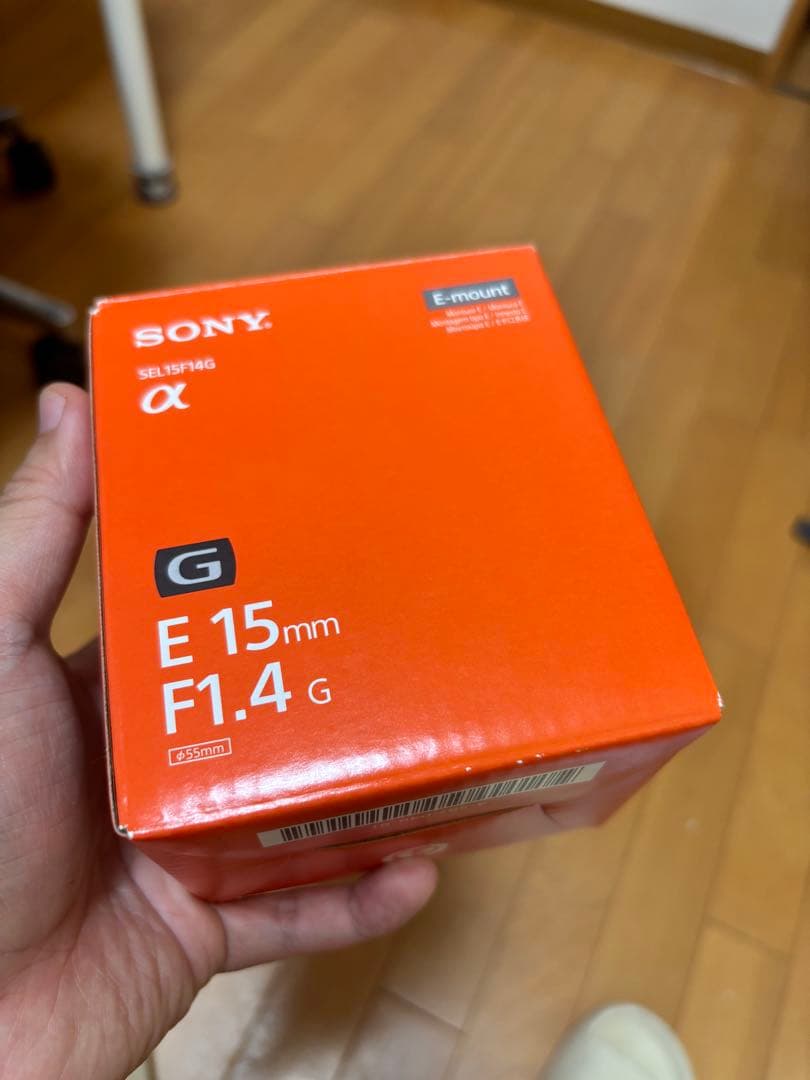 SONY
E-mount
SEL15F14G
α
G
E 15mm
F1.4 G
φ55mm